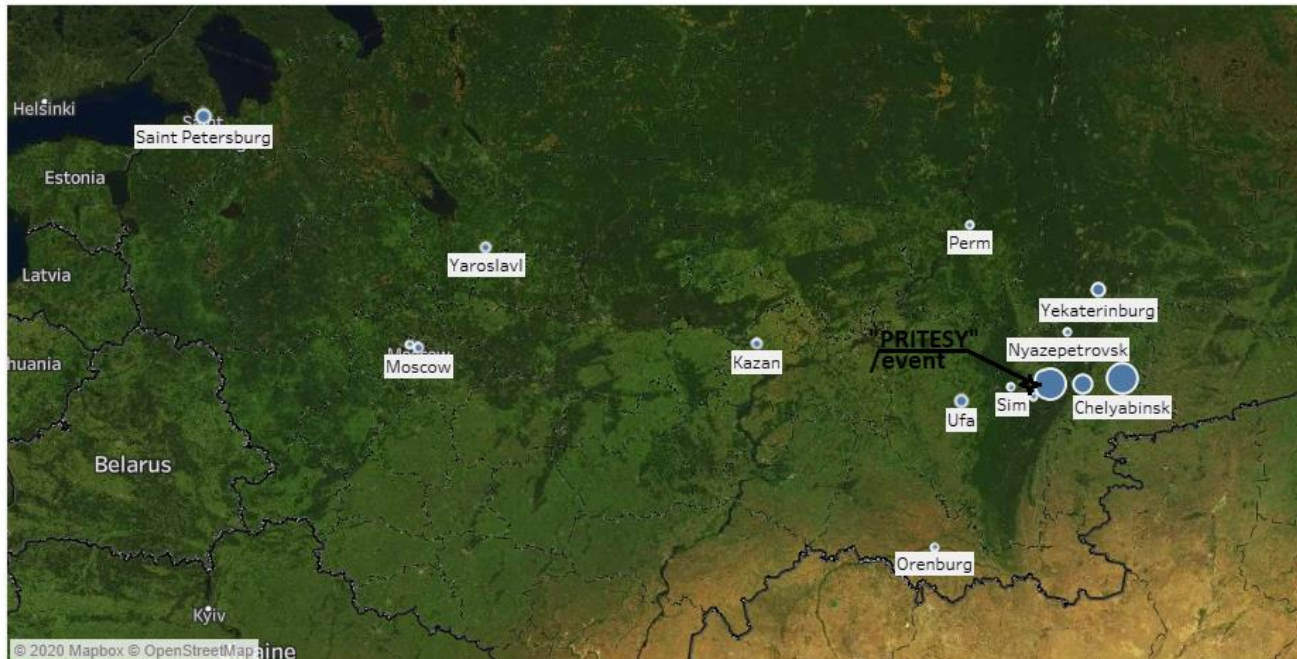 Helsinki
Saint
Saint Petersburg
Estonia
Latvia
huania
Belarus
Kyiv
Yaroslavl
Moscow
Kazan
Perm
Yekaterinburg
"PRITESY"
event
Nyazepetrovsk
Ufa
Sim
Chelyabinsk
Orenburg
© 2020 Mapbox © OpenStreetMap
aine